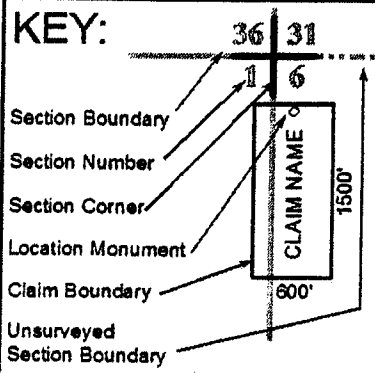 KEY:
36 31
1 6
Section Boundary
Section Number
Section Corner
Location Monument
Claim Boundary
Unsurveyed
Section Boundary
CLAIM NAME
1500'
600'